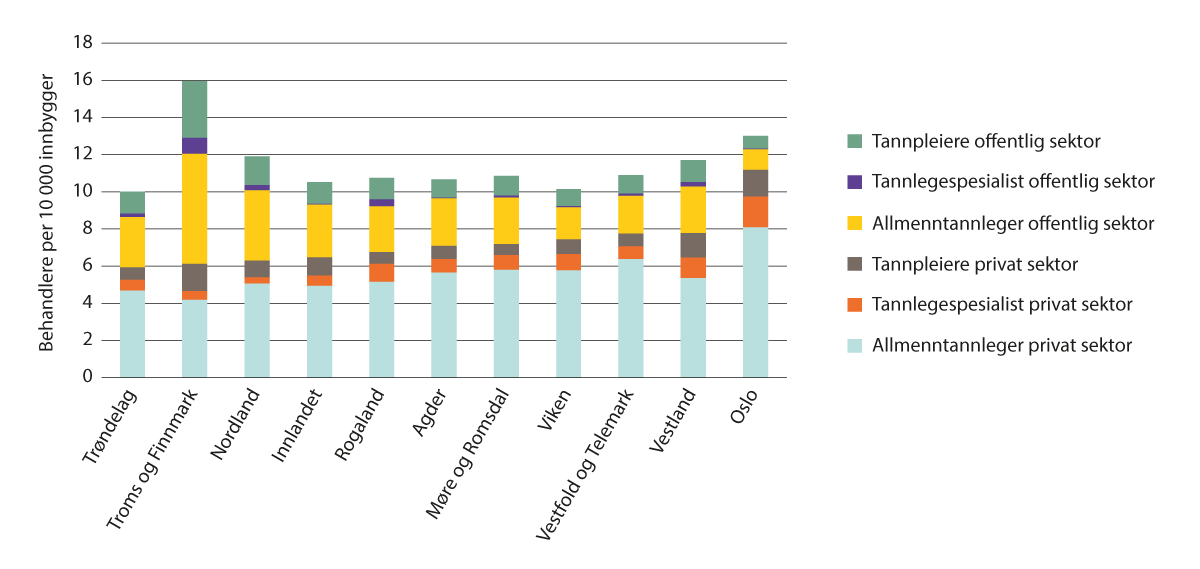 Behandlere per 10 000 innbygger
18
16
14
12
10
8
6
4
2
0
Trøndelag
Troms og Finnmark
Nordland
Innlandet
Rogaland
Agder
Møre og Romsdal
Viken
Vestfold og Telemark
Vestland
Oslo
Tannpleiere offentlig sektor
Tannlegespesialist offentlig sektor
Allmenntannleger offentlig sektor
Tannpleiere privat sektor
Tannlegespesialist privat sektor
Allmenntannleger privat sektor